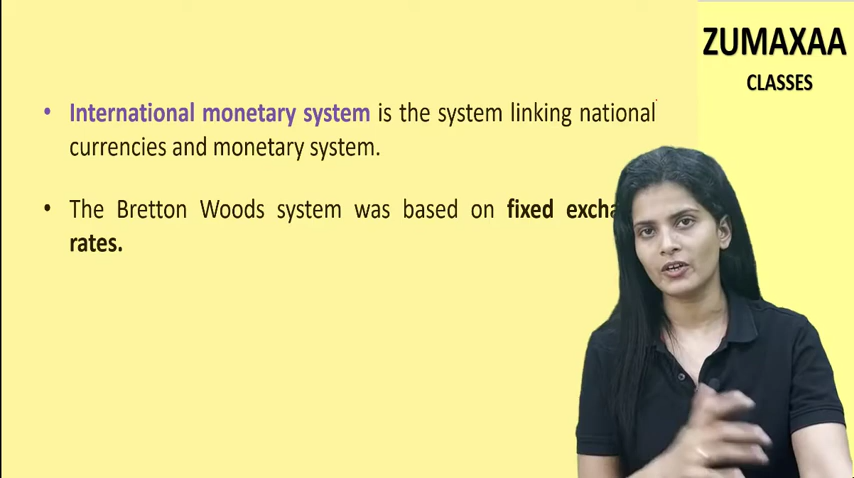 ZUMAXAA
CLASSES
• International monetary system is the system linking national
currencies and monetary system.
• The Bretton Woods system was based on fixed
rates.